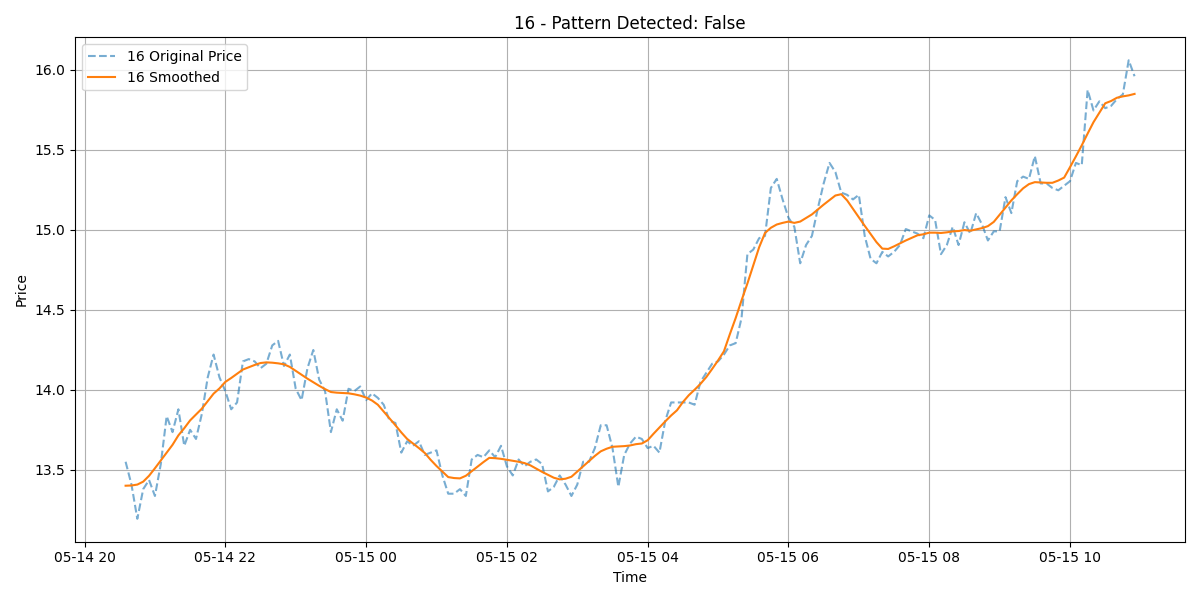 16 - Pattern Detected: False
16 Original Price
16 Smoothed
16.0
15.5
15.0
14.5
14.0
13.5
Price
05-14 20 05-14 22 05-15 00 05-15 02 05-15 04 05-15 06 05-15 08 05-15 10
Time